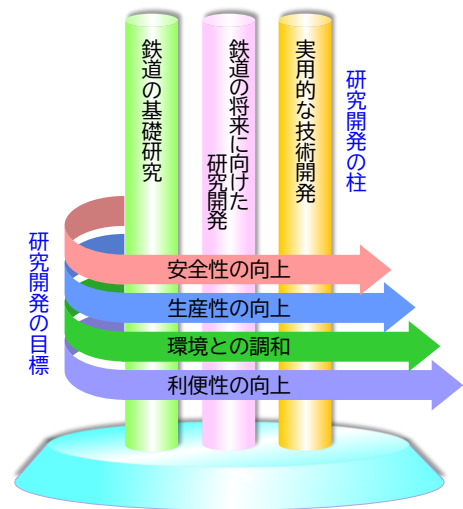 鉄道の基礎研究
鉄道の将来に向けた
研究開発
実用的な技術開発
研究開発の柱
研究開発の目標
安全性の向上
生産性の向上
環境との調和
利便性の向上